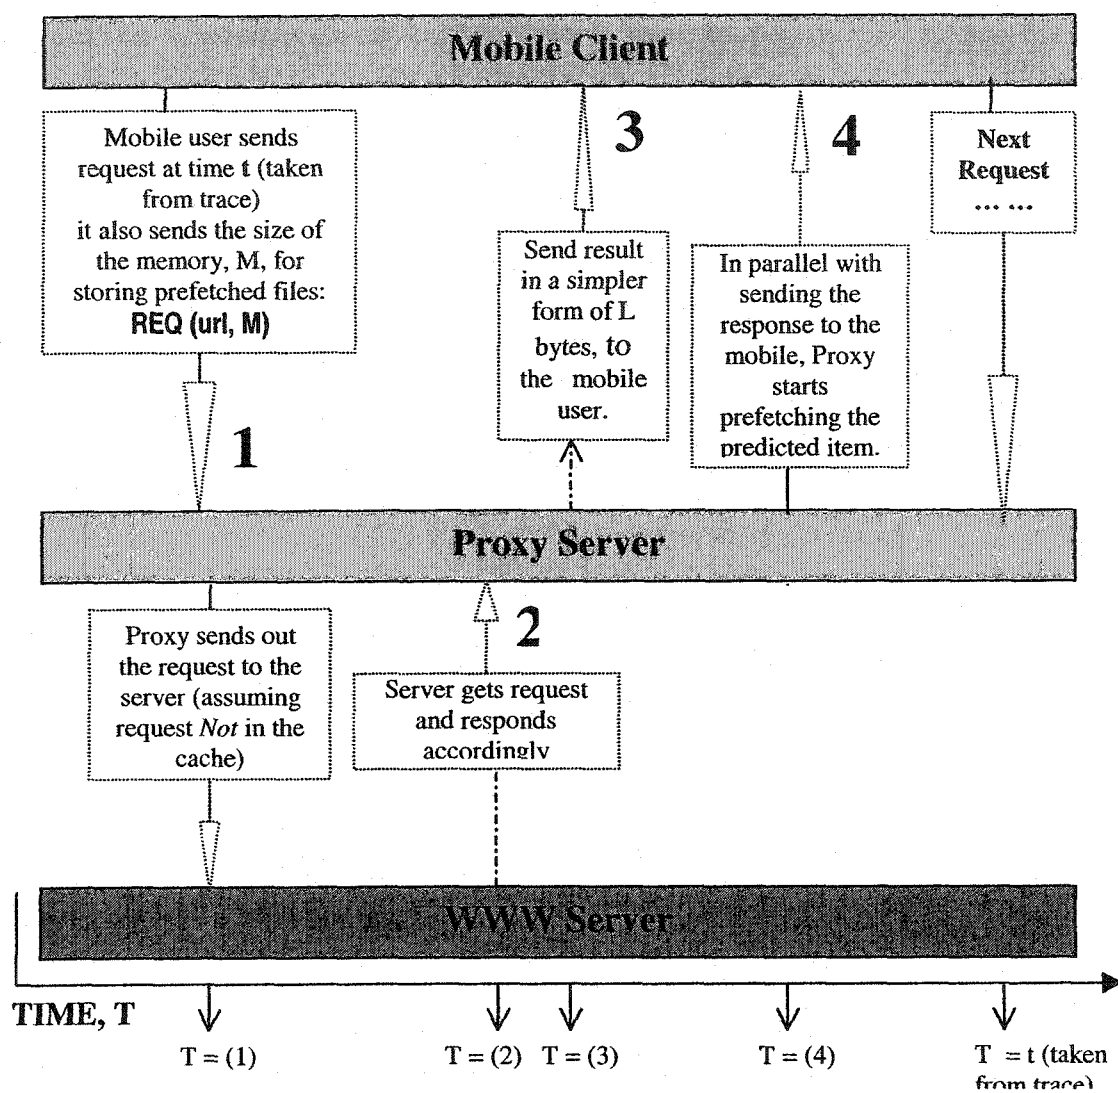 Mobile Client
Mobile user sends
request at time t (taken
from trace)
it also sends the size of
the memory, M, for
storing prefetched files:
REQ (url, M)
1
3
Send result
in a simpler
form of L
bytes, to
the mobile
user.
4
In parallel with
sending the
response to the
mobile, Proxy
starts
prefetching the
predicted item.
Next
Request
... ...
Proxy Server
Proxy sends out
the request to the
server (assuming
request Not in the
cache)
2
Server gets request
and responds
accordingly
WWW Server
TIME, T
T = (1)
T = (2)
T = (3)
T = (4)
T = t (taken
from trace)